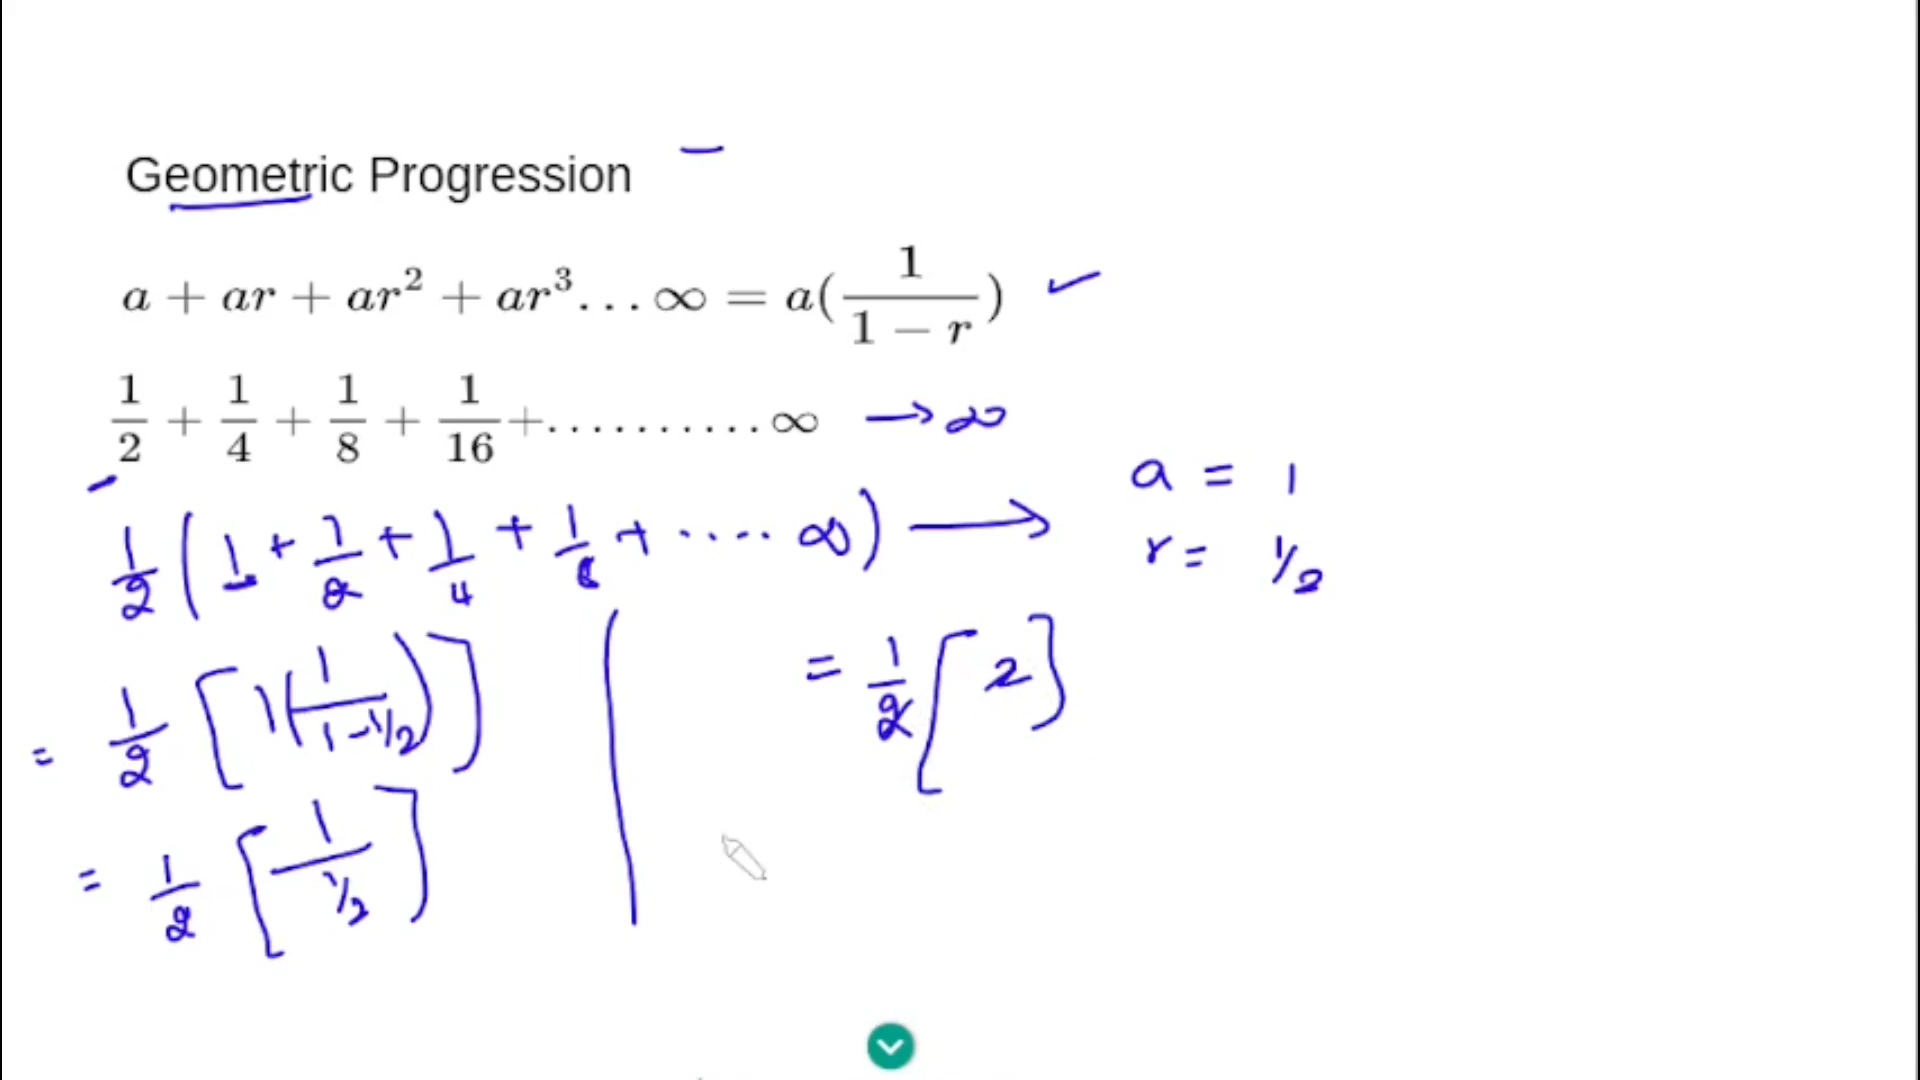 Geometric Progression –
a + ar + ar² + ar³ . . . ∞ = a(1/(1 − r)) ✓
1/2 + 1/4 + 1/8 + 1/16 + . . . . . . . . . . ∞ → ∞
1/2 (1 + 1/2 + 1/4 + 1/8 + ..... ∞) →
a = 1
r = 1/2
= 1/2 [1(1/(1 − 1/2))]
= 1/2 [1/(1/2)]
= 1/2 [2]